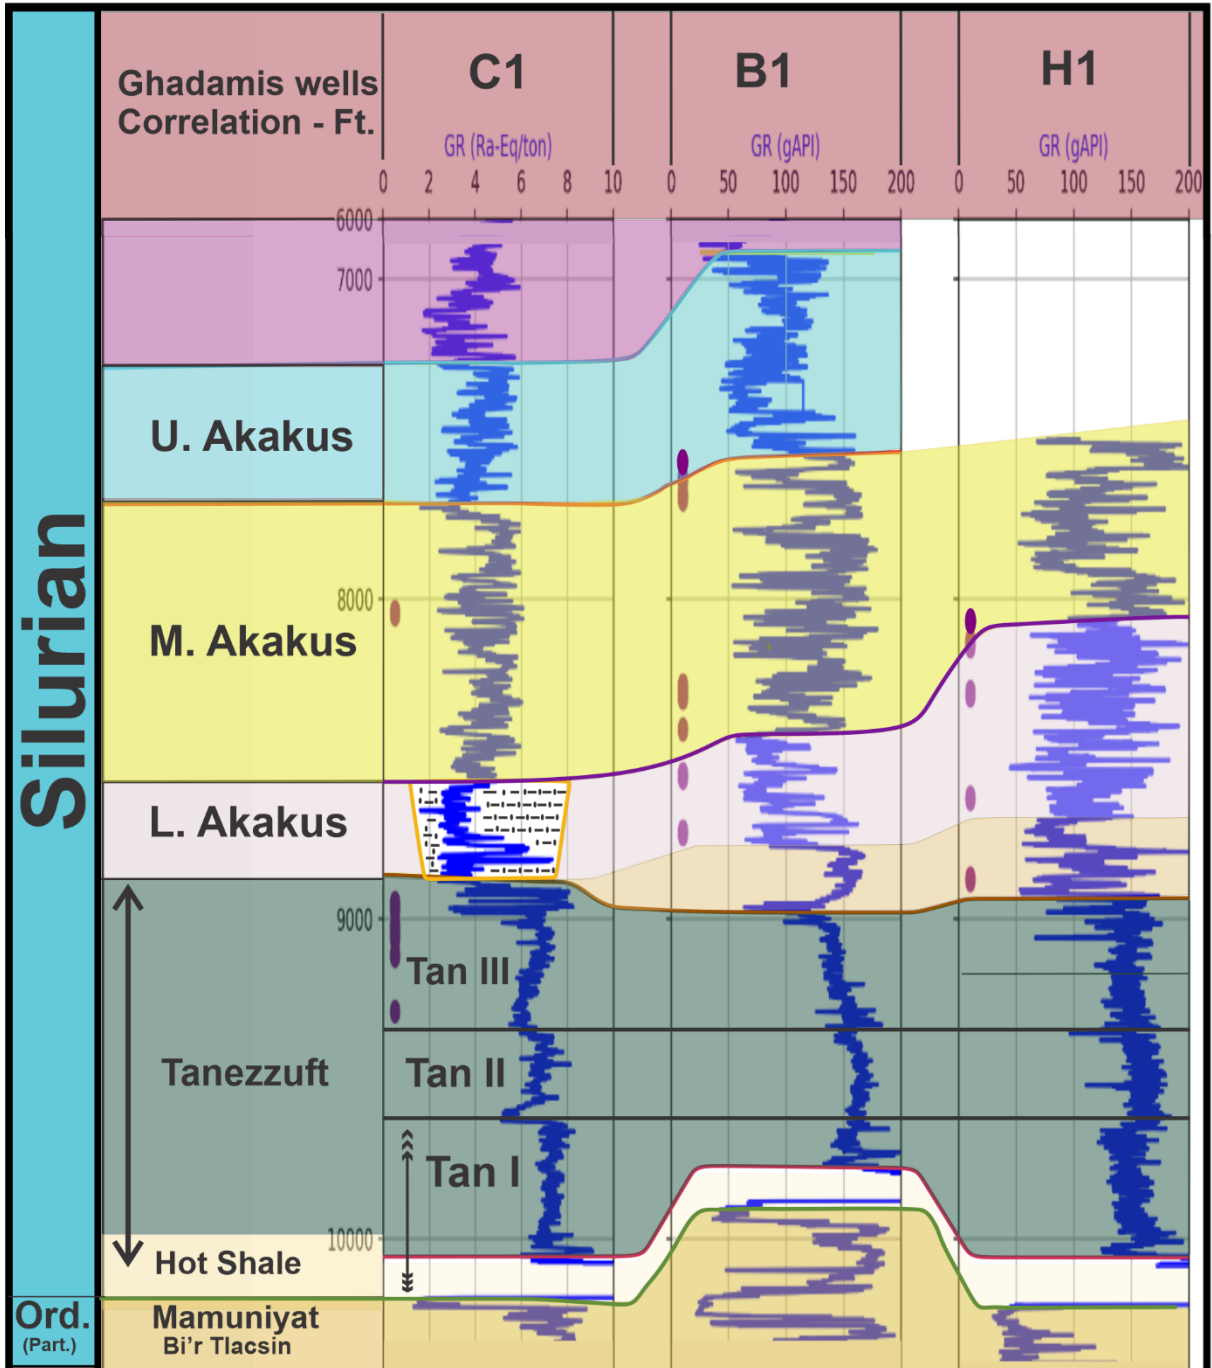 Ghadamis wells
Correlation - Ft.
C1
B1
H1
GR (Ra-Eq/ton)
GR (gAPI)
GR (gAPI)
0 2 4 6 8 10
0 50 100 150 200
0 50 100 150 200
6000
7000
8000
9000
10000
Silurian
U. Akakus
M. Akakus
L. Akakus
Tanezzuft
Tan III
Tan II
Tan I
Hot Shale
Ord.
(Part.)
Mamuniyat
Bi'r Tlacsin